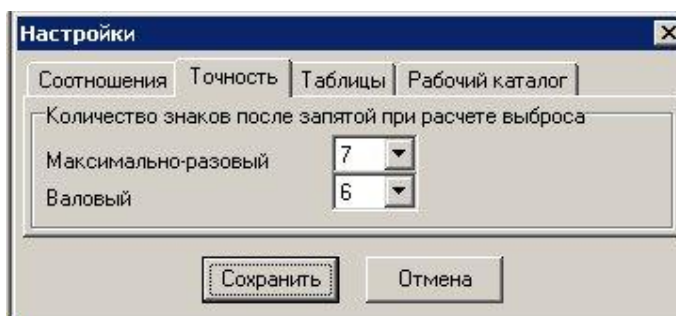 Настройки
Соотношения Точность Таблицы Рабочий каталог
Количество знаков после запятой при расчете выброса
Максимально-разовый 7
Валовый 6
Сохранить Отмена